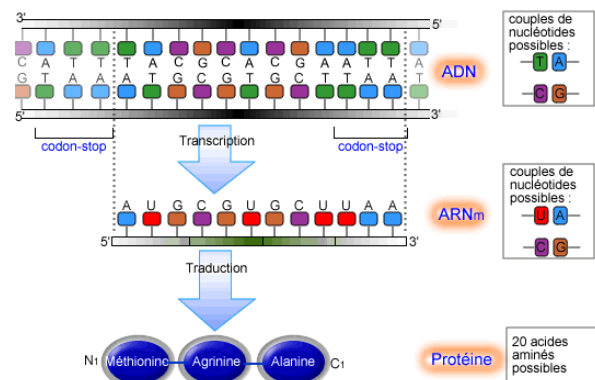 3'
5'
C A T T T A C G C A C G A A T T A
G T A A A T G C G T G C T T A A T
5'
3'
ADN
couples de
nucléotides
possibles :
T A
C G
codon-stop
Transcription
codon-stop
A U G C G U G C U U A A
5'
3'
ARNm
couples de
nucléotides
possibles :
U A
C G
Traduction
N1 Méthionine Agrinine Alanine C1
Protéine
20 acides
aminés
possibles